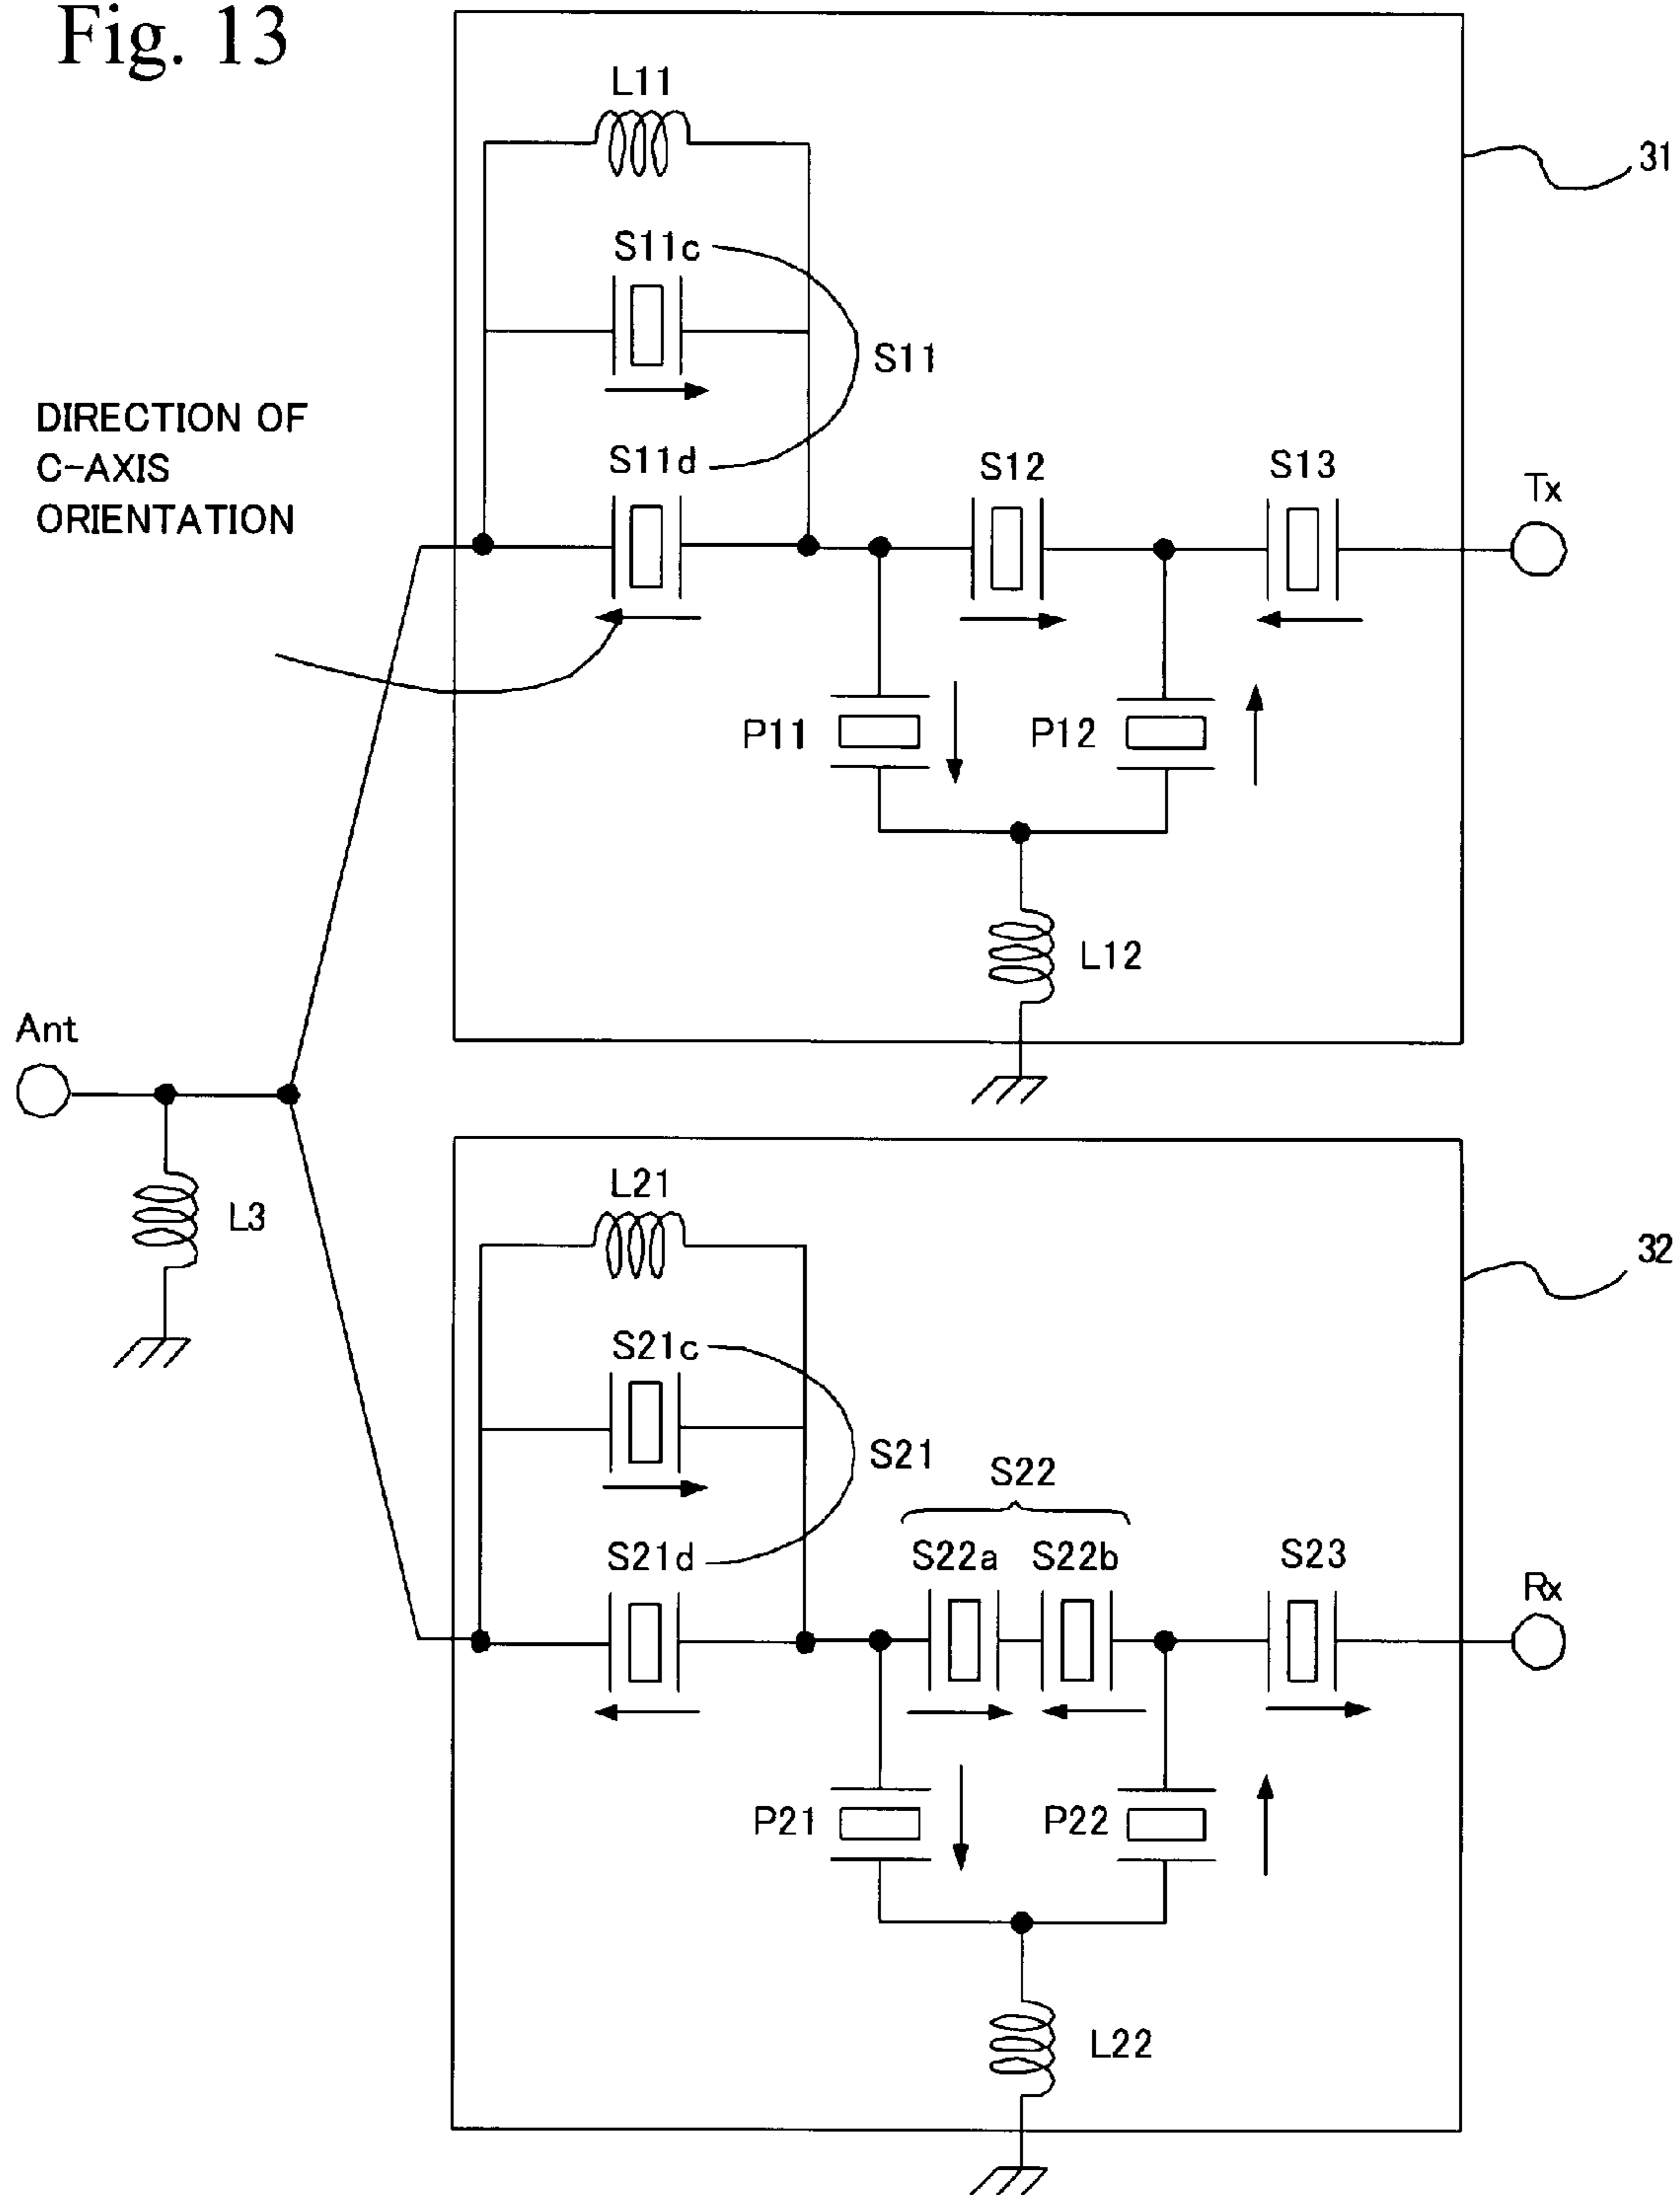 Fig. 13
L11
31
S11c
S11
DIRECTION OF
C-AXIS
ORIENTATION
S11d
S12
S13
Tx
P11
P12
L12
Ant
L3
L21
32
S21c
S21
S22
S21d
S22a
S22b
S23
Rx
P21
P22
L22